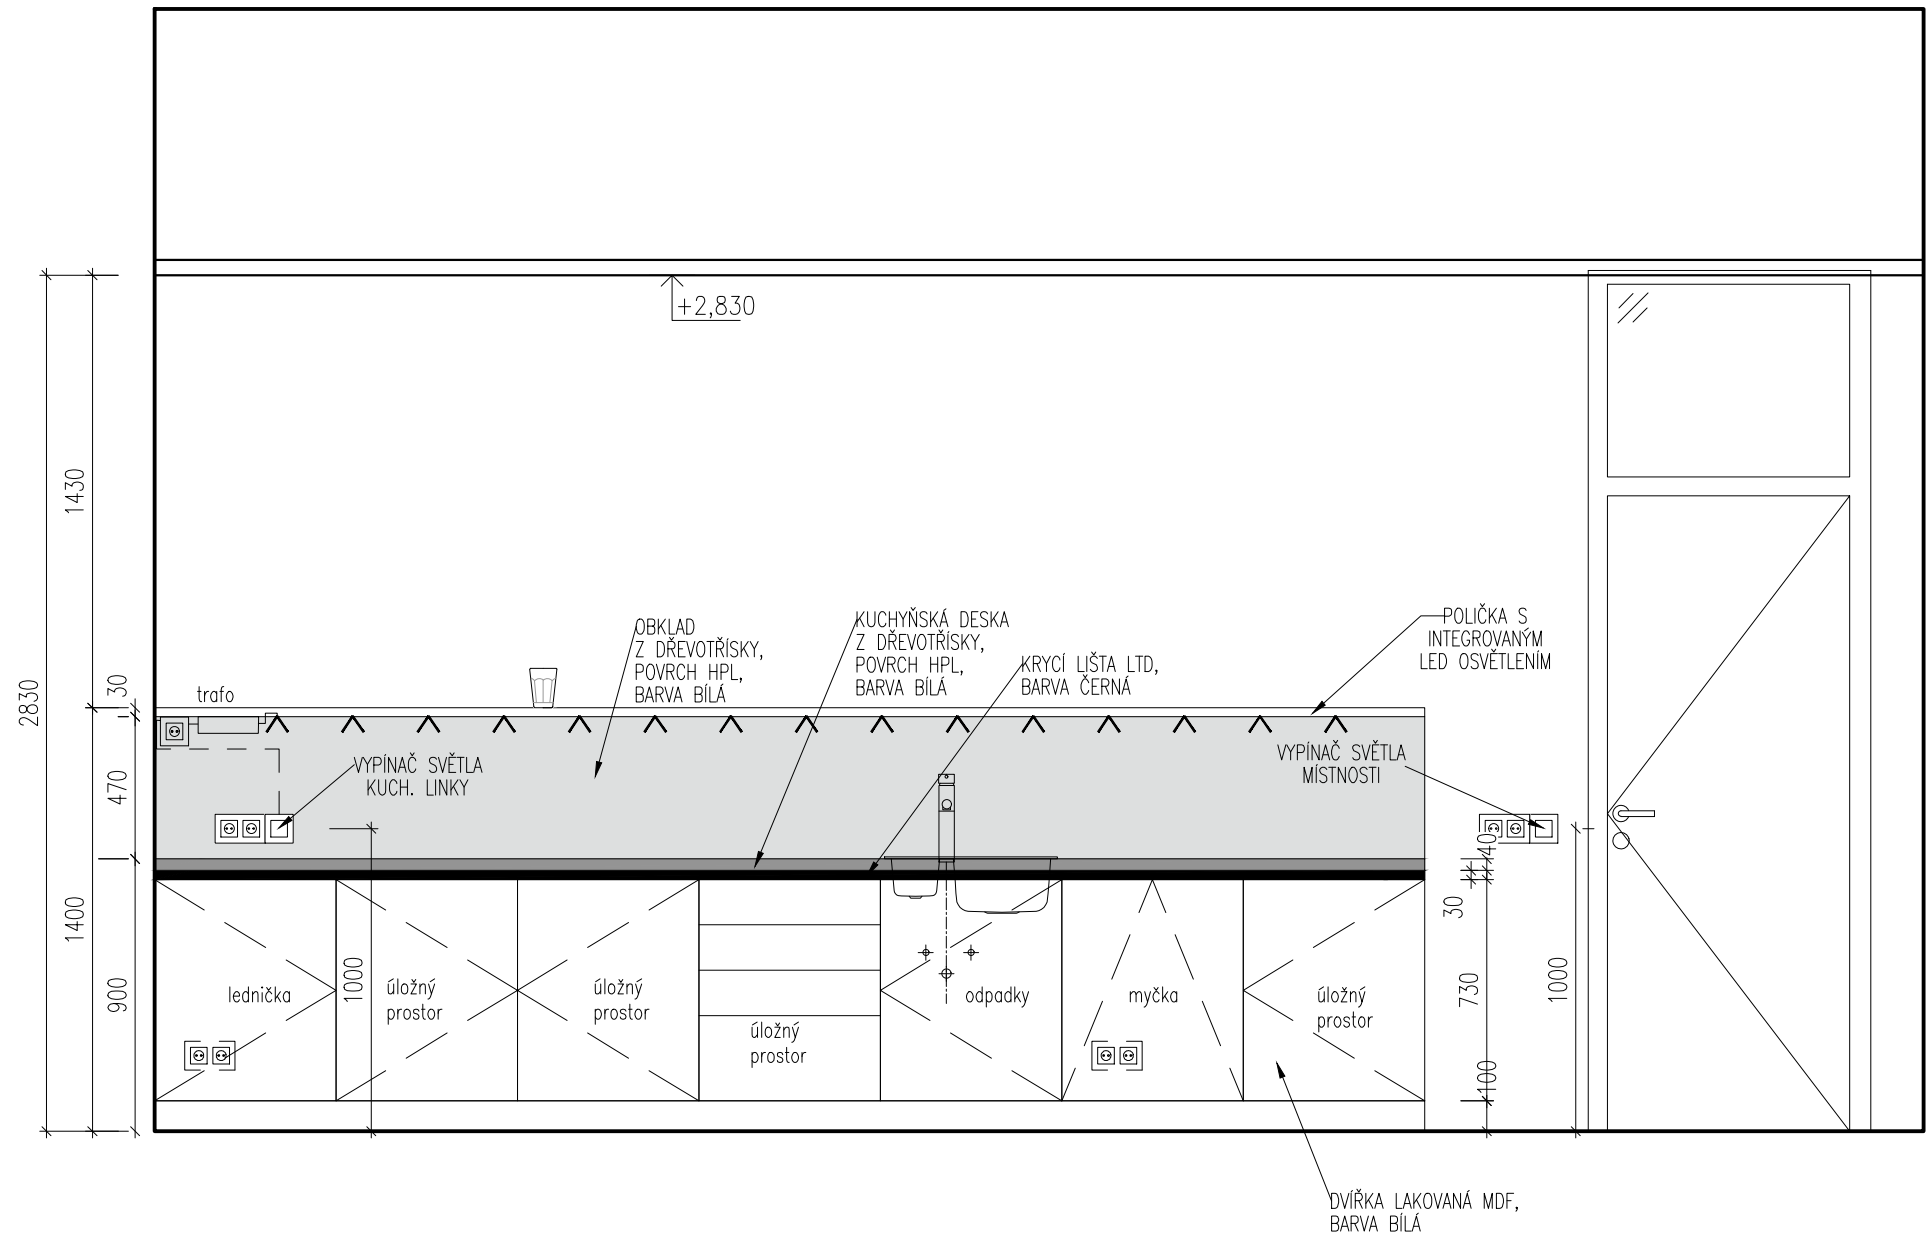 +2,830
2830
1430
30
1400
470
900
trafo
OBKLAD
Z DŘEVOTŘÍSKY,
POVRCH HPL,
BARVA BÍLÁ
KUCHYŇSKÁ DESKA
Z DŘEVOTŘÍSKY,
POVRCH HPL,
BARVA BÍLÁ
KRYCÍ LIŠTA LTD,
BARVA ČERNÁ
POLIČKA S
INTEGROVANÝM
LED OSVĚTLENÍM
VYPÍNAČ SVĚTLA
KUCH. LINKY
VYPÍNAČ SVĚTLA
MÍSTNOSTI
40
30
730
100
1000
1000
lednička
úložný
prostor
úložný
prostor
úložný
prostor
odpadky
myčka
úložný
prostor
DVÍŘKA LAKOVANÁ MDF,
BARVA BÍLÁ